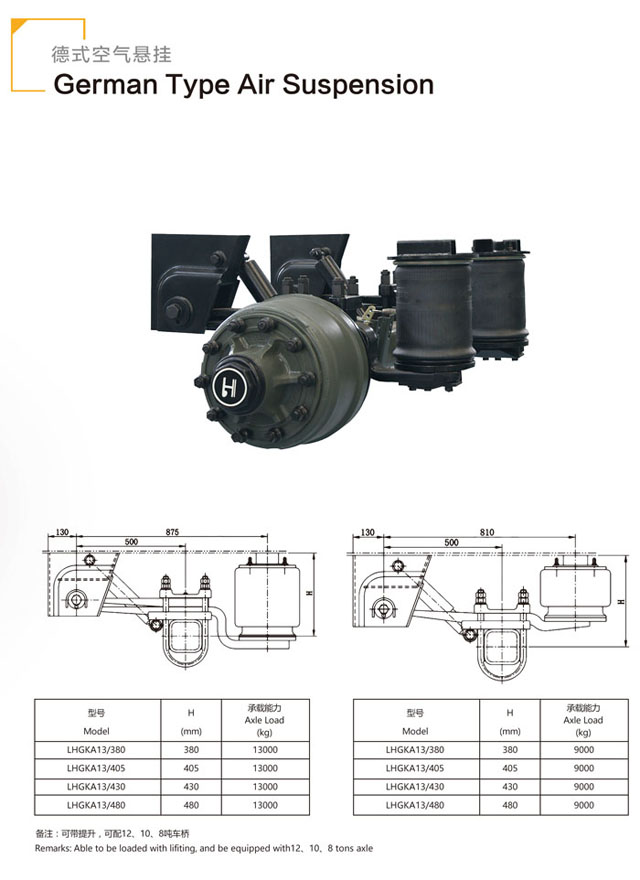 德式空气悬挂
German Type Air Suspension
H
130
875
500
H
130
810
500
H
型号 H 承载能力
Axle Load
Model (mm) (kg)
LHGKA13/380 380 13000
LHGKA13/405 405 13000
LHGKA13/430 430 13000
LHGKA13/480 480 13000
型号 H 承载能力
Axle Load
Model (mm) (kg)
LHGKA13/380 380 9000
LHGKA13/405 405 9000
LHGKA13/430 430 9000
LHGKA13/480 480 9000
备注：可带提升，可配12、10、8吨车桥
Remarks: Able to be loaded with lifiting, and be equipped with12、10、8 tons axle